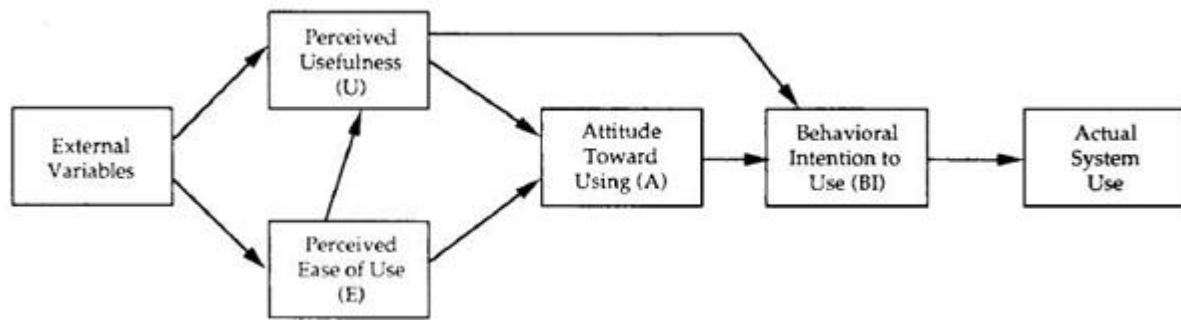 External
Variables
Perceived
Usefulness
(U)
Perceived
Ease of Use
(E)
Attitude
Toward
Using (A)
Behavioral
Intention to
Use (BI)
Actual
System
Use